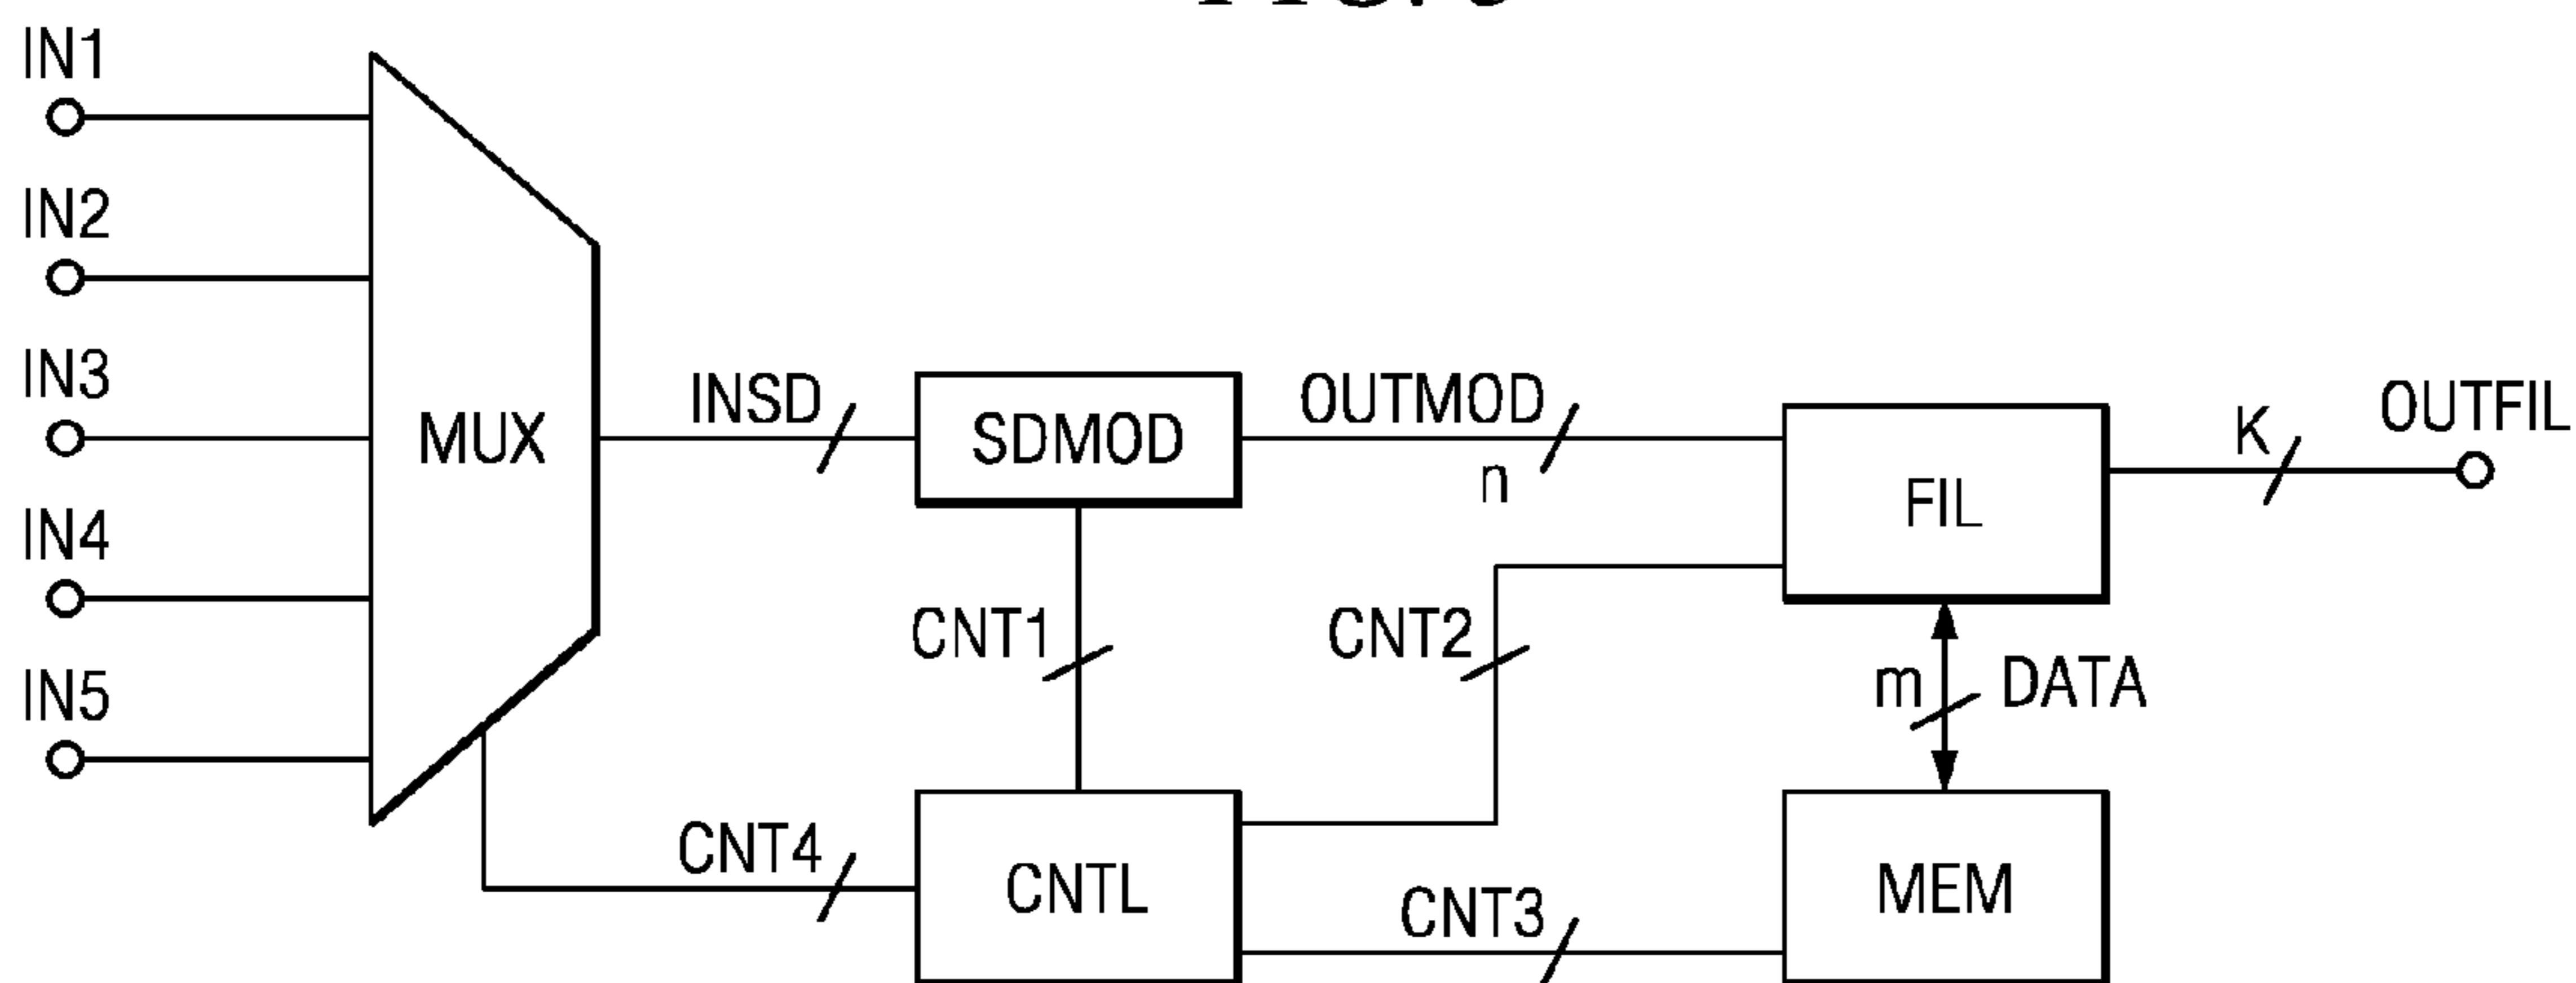 IN1
IN2
IN3
IN4
IN5
MUX
INSD
SDMOD
OUTMOD
n
FIL
K
OUTFIL
CNT1
CNT2
m
DATA
CNT4
CNTL
CNT3
MEM